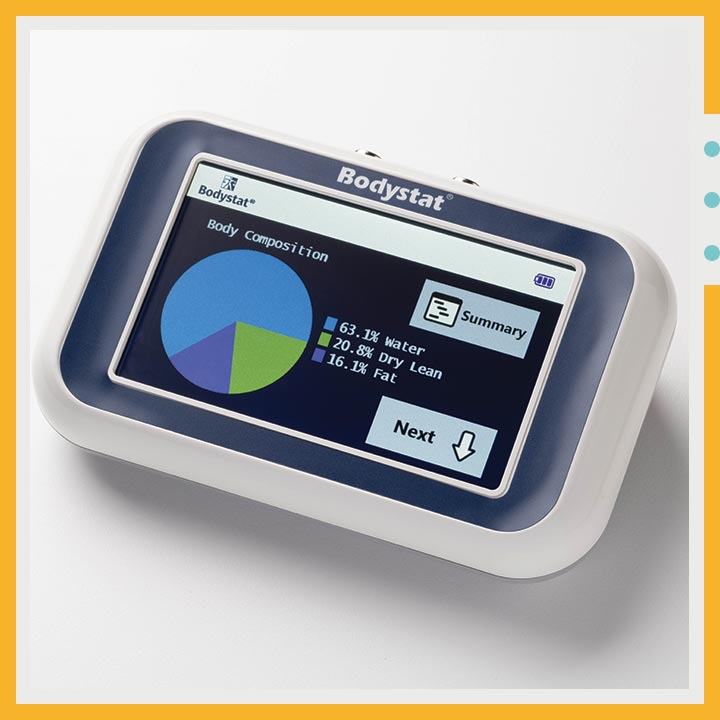 Bodystat®
Bodystat®
Body Composition
63.1% Water
20.8% Dry Lean
16.1% Fat
Summary
Next